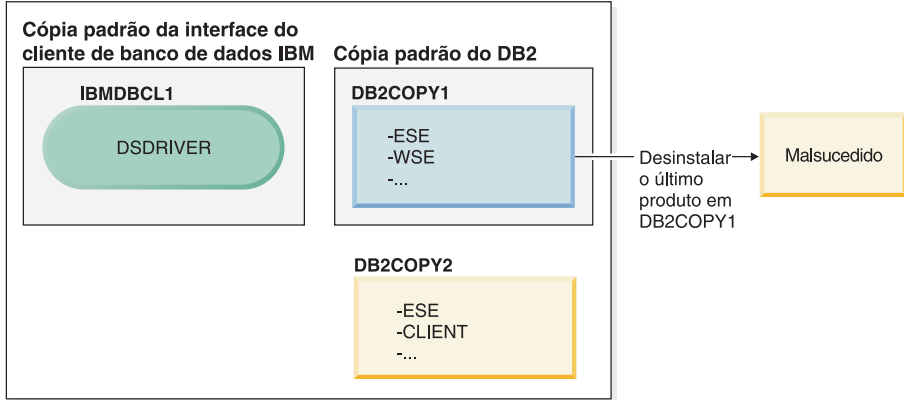 Cópia padrão da interface do
cliente de banco de dados IBM
IBMDBCL1
DSDRIVER
Cópia padrão do DB2
DB2COPY1
-ESE
-WSE
-...
Desinstalar
o último
produto em
DB2COPY1
Malsucedido
DB2COPY2
-ESE
-CLIENT
-...